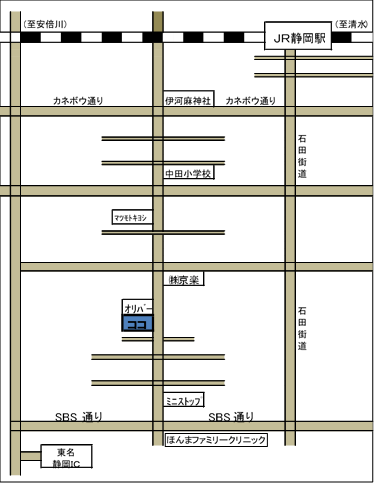 (至安倍川)
(至清水)
JR静岡駅
カネボウ通り
伊河麻神社
カネボウ通り
石田街道
中田小学校
マツモトキヨシ
㈱京楽
オリバー
ココ
石田街道
ミニストップ
SBS 通り
SBS 通り
ほんまファミリークリニック
東名
静岡IC